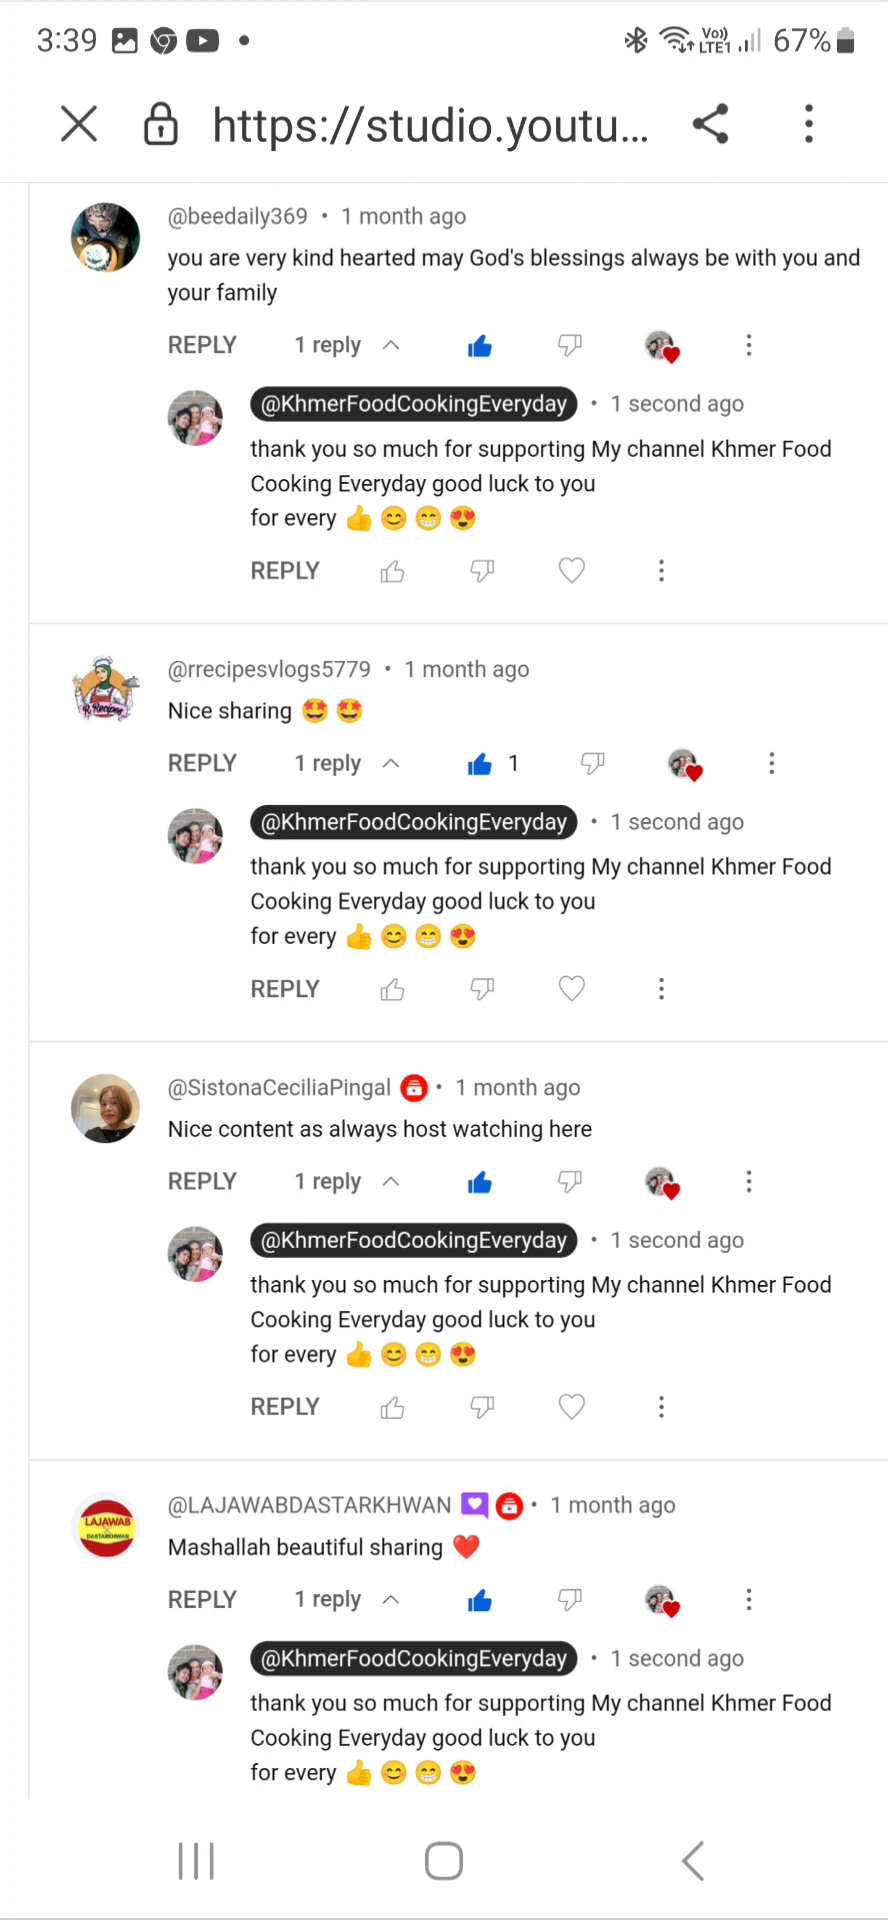 3:39
Vo))
LTE1
67%
https://studio.youtu...
@beedaily369 • 1 month ago
you are very kind hearted may God's blessings always be with you and
your family
REPLY 1 reply
@KhmerFoodCookingEveryday • 1 second ago
thank you so much for supporting My channel Khmer Food
Cooking Everyday good luck to you
for every 👍 😊 😁 😍
REPLY
R Recipes
@rrecipesvlogs5779 • 1 month ago
Nice sharing 🤩 🤩
REPLY 1 reply 1
@KhmerFoodCookingEveryday • 1 second ago
thank you so much for supporting My channel Khmer Food
Cooking Everyday good luck to you
for every 👍 😊 😁 😍
REPLY
@SistonaCeciliaPingal • 1 month ago
Nice content as always host watching here
REPLY 1 reply
@KhmerFoodCookingEveryday • 1 second ago
thank you so much for supporting My channel Khmer Food
Cooking Everyday good luck to you
for every 👍 😊 😁 😍
REPLY
LAJAWAB
DASTARKHWAN
@LAJAWABDASTARKHWAN • 1 month ago
Mashallah beautiful sharing ❤️
REPLY 1 reply
@KhmerFoodCookingEveryday • 1 second ago
thank you so much for supporting My channel Khmer Food
Cooking Everyday good luck to you
for every 👍 😊 😁 😍